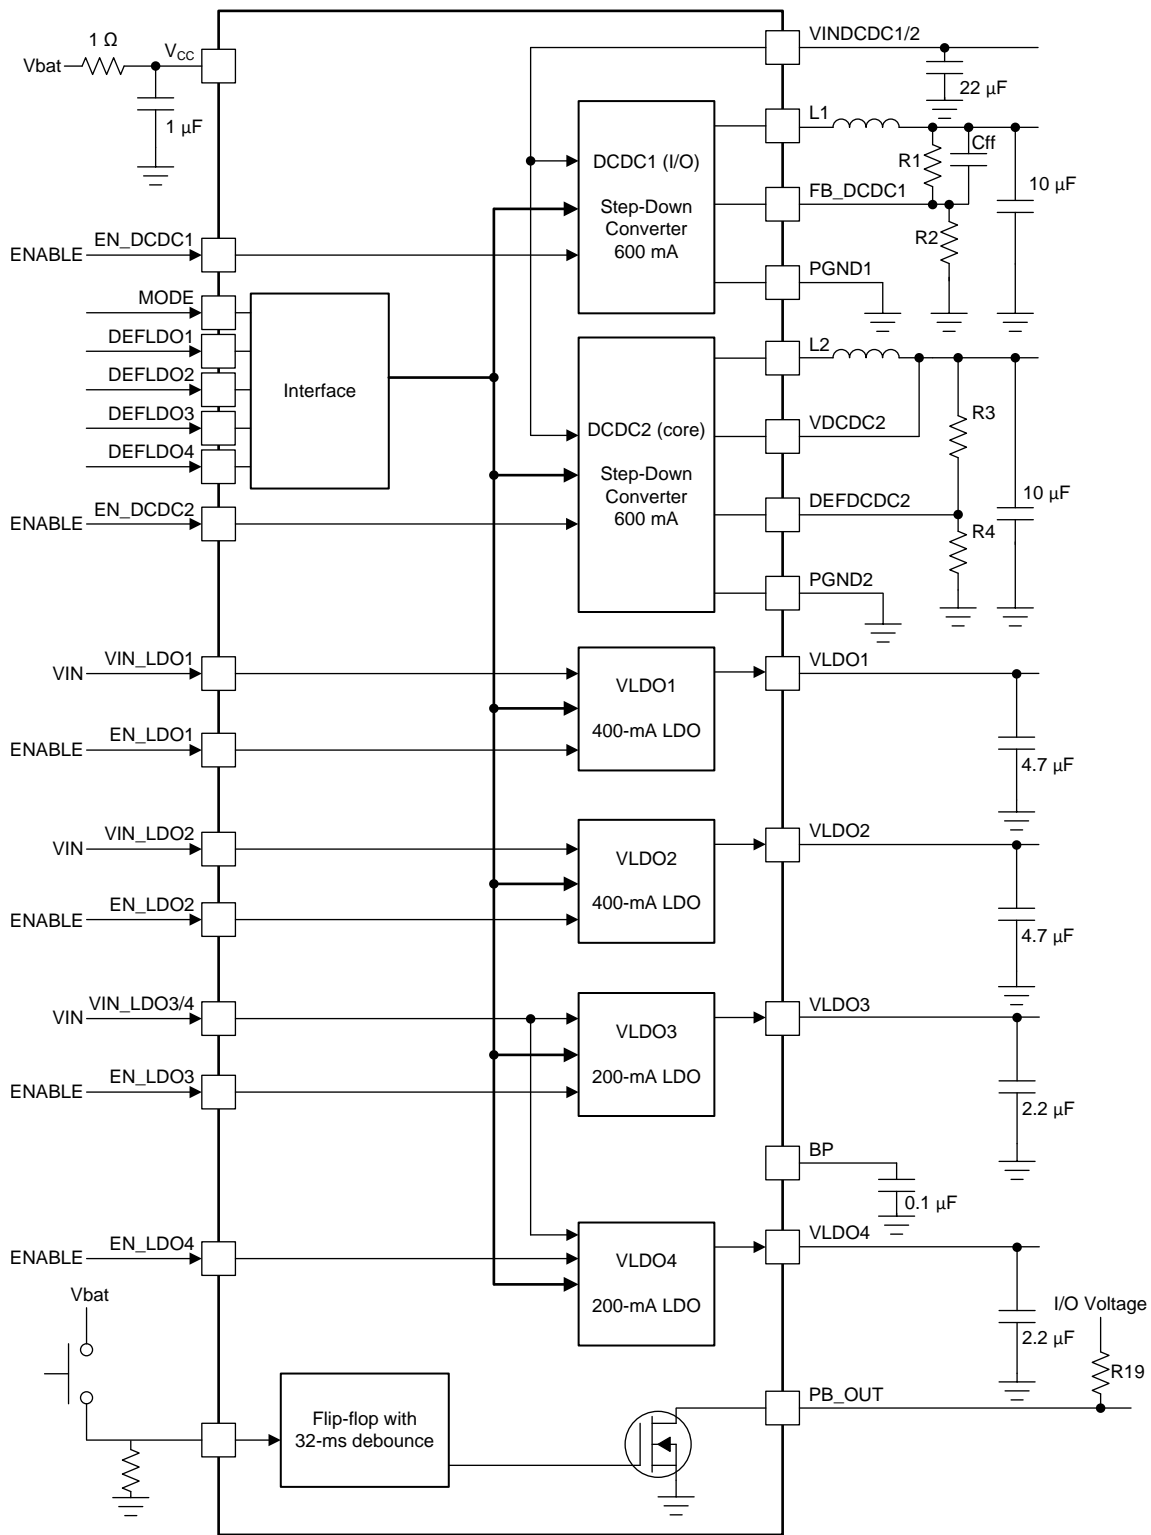 VINDCDC1/2
1 Ω
VCC
Vbat
22 µF
1 µF
L1
Cff
DCDC1 (I/O)
R1
10 µF
FB_DCDC1
Step-Down
Converter
600 mA
R2
EN_DCDC1
ENABLE
PGND1
MODE
DEFLDO1
DEFLDO2
DEFLDO3
DEFLDO4
Interface
L2
R3
VDCDC2
DCDC2 (core)
Step-Down
Converter
600 mA
10 µF
DEFDCDC2
R4
EN_DCDC2
ENABLE
PGND2
VIN_LDO1
VIN
VLDO1
VLDO1
400-mA LDO
EN_LDO1
ENABLE
4.7 µF
VIN_LDO2
VIN
VLDO2
VLDO2
400-mA LDO
EN_LDO2
ENABLE
4.7 µF
VIN_LDO3/4
VIN
VLDO3
VLDO3
200-mA LDO
EN_LDO3
ENABLE
2.2 µF
BP
0.1 µF
EN_LDO4
ENABLE
VLDO4
VLDO4
200-mA LDO
Vbat
I/O Voltage
2.2 µF
R19
PB_OUT
Flip-flop with
32-ms debounce